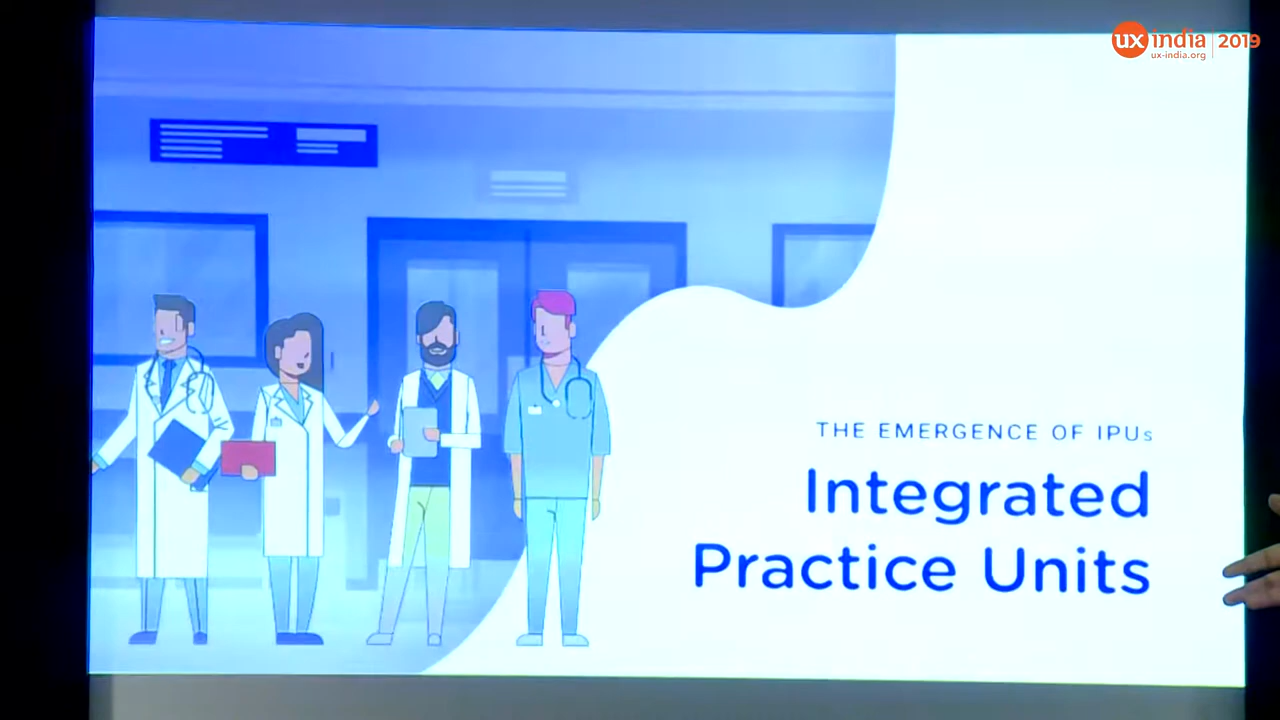 ux india | 2019
ux-india.org
THE EMERGENCE OF IPUs
Integrated
Practice Units